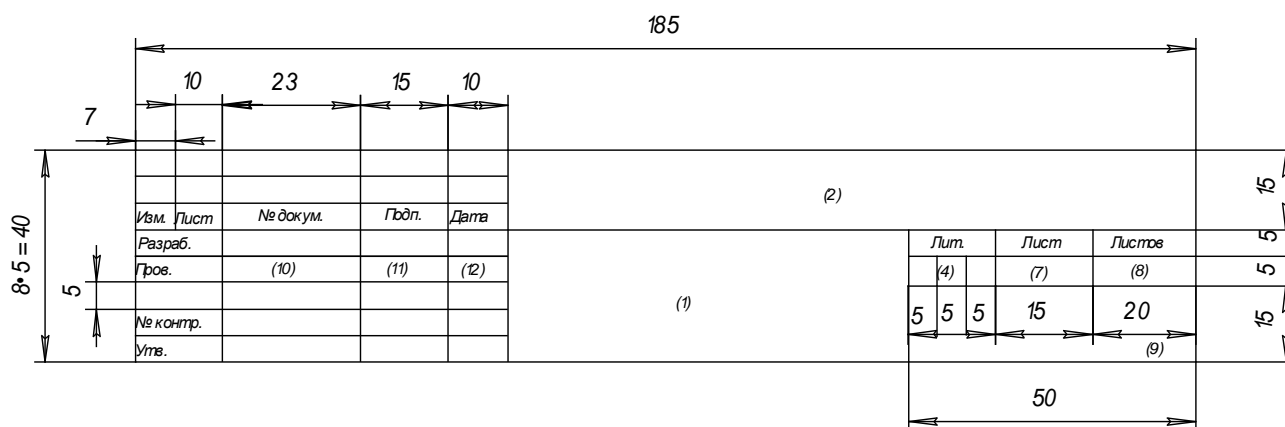 185
10 23 15 10
7
(2)
15
Изм. Лист № докум. Подп. Дата
8•5=40
Разраб.
Лит. Лист Листов
5
Пров. (10) (11) (12)
(4) (7) (8)
5
5
(1)
5 5 5 15 20
15
№ контр.
Утв.
(9)
50